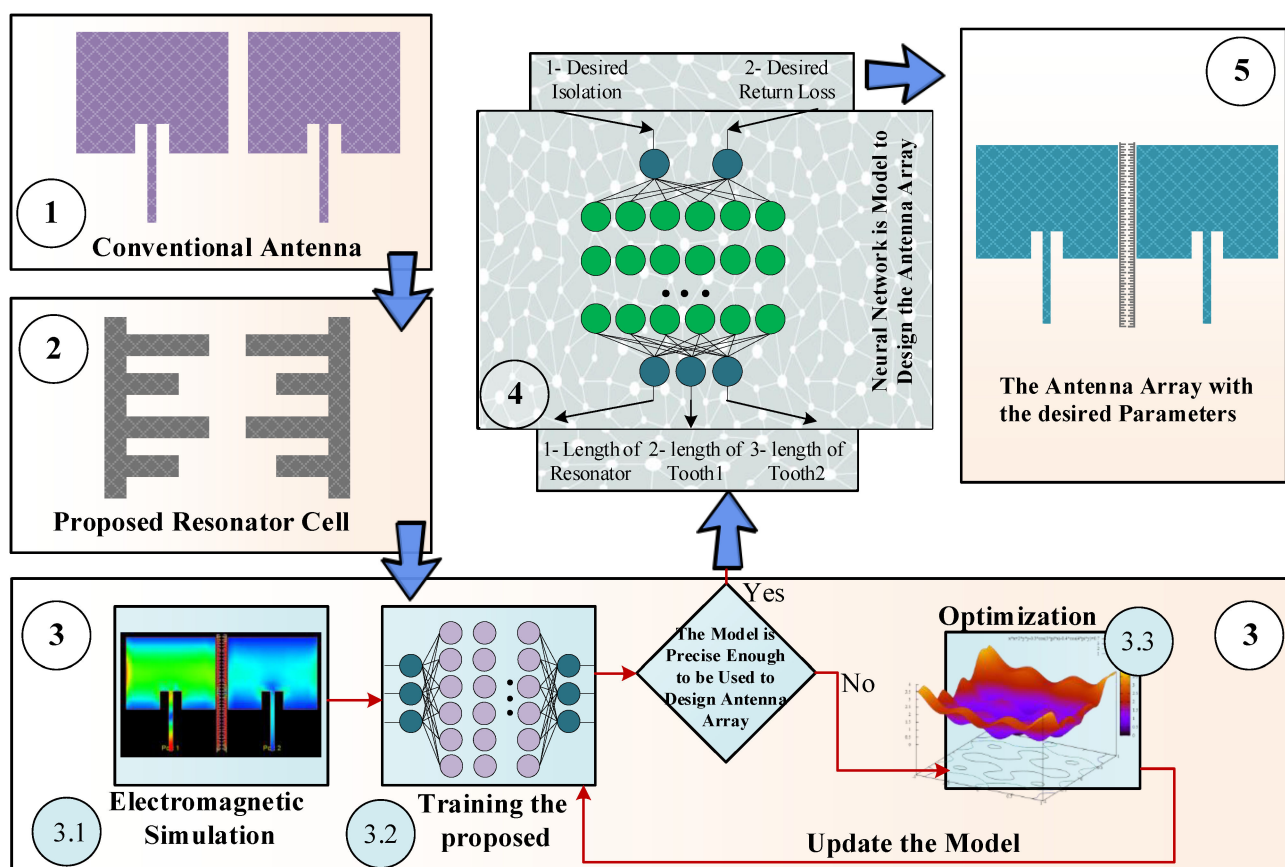 1
Conventional Antenna
2
Proposed Resonator Cell
1- Desired
Isolation
2- Desired
Return Loss
Neural Network is Model to
Design the Antenna Array
4
1- Length of
Resonator
2- length of
Tooth1
3- length of
Tooth2
5
The Antenna Array with
the desired Parameters
3
3.1
Electromagnetic
Simulation
3.2
Training the
proposed
The Model is
Precise Enough
to be Used to
Design Antenna
Array
Yes
No
Optimization
3.3
3
Update the Model